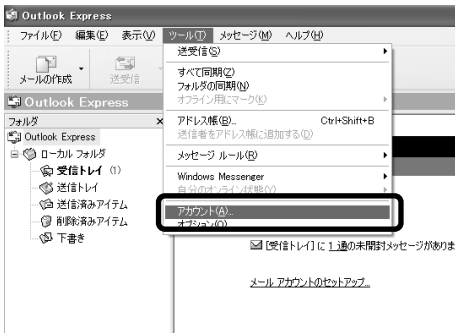 Outlook Express
ファイル(F) 編集(E) 表示(V) ツール(T) メッセージ(M) ヘルプ(H)
メールの作成 送受信
送受信(S)
すべて同期(Z)
フォルダの同期(N)
オフライン用にマーク(K)
アドレス帳(B)... Ctrl+Shift+B
送信者をアドレス帳に追加する(D)
メッセージ ルール(R)
Windows Messenger
自分のオンライン状態(Y)
アカウント(A)...
オプション(O)...
Outlook Express
フォルダ ×
Outlook Express
ローカル フォルダ
受信トレイ (1)
送信トレイ
送信済みアイテム
削除済みアイテム
下書き
[受信トレイ] に 1 通の未開封メッセージがありま
メール アカウントのセットアップ...